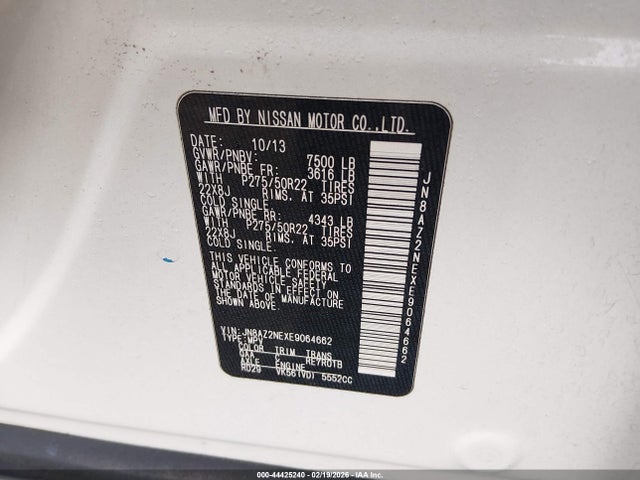 MFD BY NISSAN MOTOR CO.,LTD.
DATE: 10/13
GVWR/PNBV: 7500 LB
GAWR/PNBE FR: 3616 LB
WITH P275/50R22 TIRES
22X8J RIMS. AT 35PSI
COLD SINGLE
GAWR/PNBE RR: 4343 LB
WITH P275/50R22 TIRES
22X8J RIMS. AT 35PSI
COLD SINGLE
THIS VEHICLE CONFORMS TO
ALL APPLICABLE FEDERAL
MOTOR VEHICLE SAFETY
STANDARDS IN EFFECT ON
THE DATE OF MANUFACTURE
SHOWN ABOVE.
VIN: JN8AZ2NEXE9064662
TYPE: MPV
COLOR TRIM TRANS
QAA C RE7R01B
AXLE ENGINE
RD29 VK56(VD) 5552CC
JN8AZ2NEXE9064662
000-44425240 - 02/19/2026 - IAA Inc.